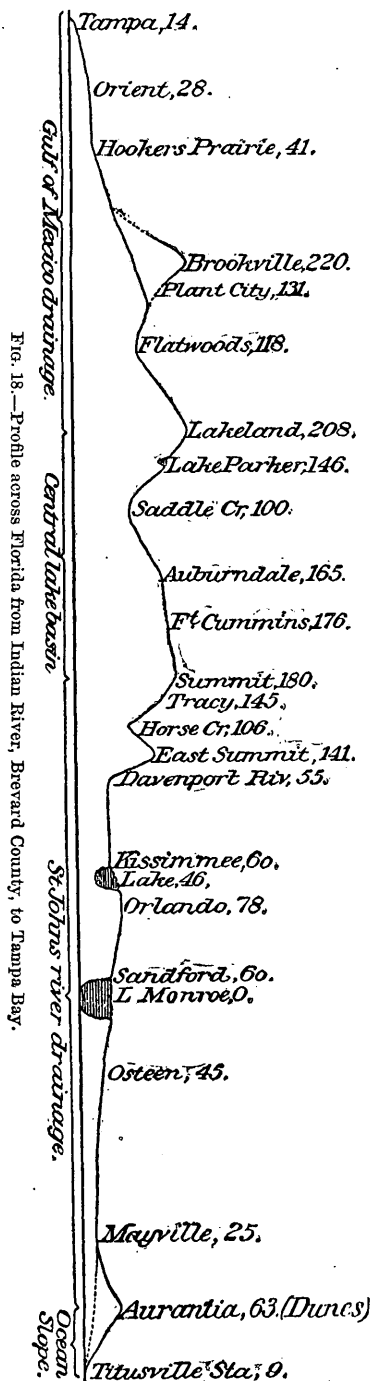 Tampa, 14.
Orient, 28.
Hookers Prairie, 41.
Brookville, 220.
Plant City, 131.
Flatwoods, 118.
Lakeland, 208.
Lake Parker, 146.
Saddle Cr, 100.
Auburndale, 165.
Ft Cummins, 176.
Summit, 180.
Tracy, 145.
Horse Cr, 106.
East Summit, 141.
Davenport Riv, 55.
Kissimmee, 60.
Lake, 46,
Orlando, 78.
Sandford, 60.
L Monroe, 0.
Osteen, 45.
Mayville, 25.
Aurantia, 63. (Dunes)
Titusville Sta, 9.
Gulf of Mexico drainage.
Central lake basin
St Johns river drainage.
Ocean
Slope.
FIG. 18.—Profile across Florida from Indian River, Brevard County, to Tampa Bay.